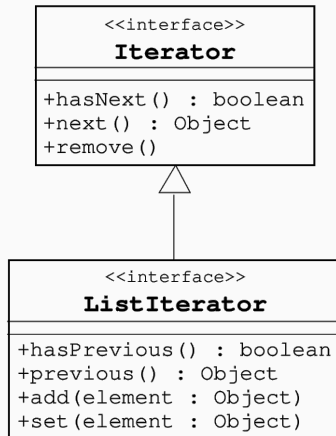 <<interface>>
Iterator
+hasNext() : boolean
+next() : Object
+remove()
<<interface>>
ListIterator
+hasPrevious() : boolean
+previous() : Object
+add(element : Object)
+set(element : Object)